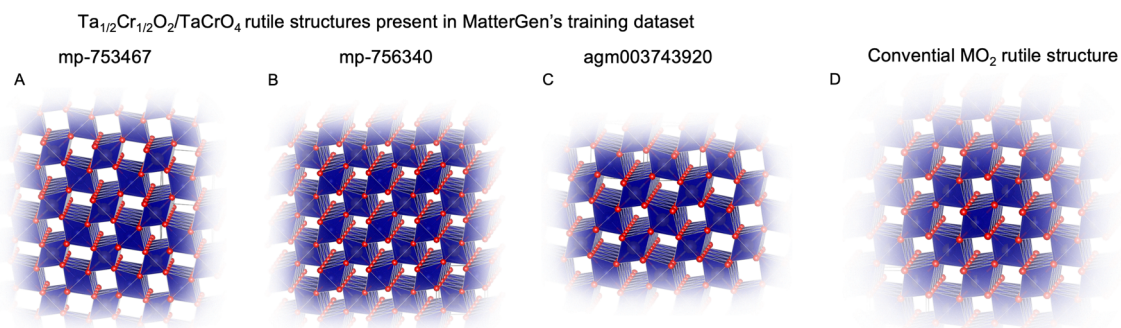 Ta1/2Cr1/2O2/TaCrO4 rutile structures present in MatterGen's training dataset
mp-753467
mp-756340
agm003743920
Convential MO2 rutile structure
A
B
C
D